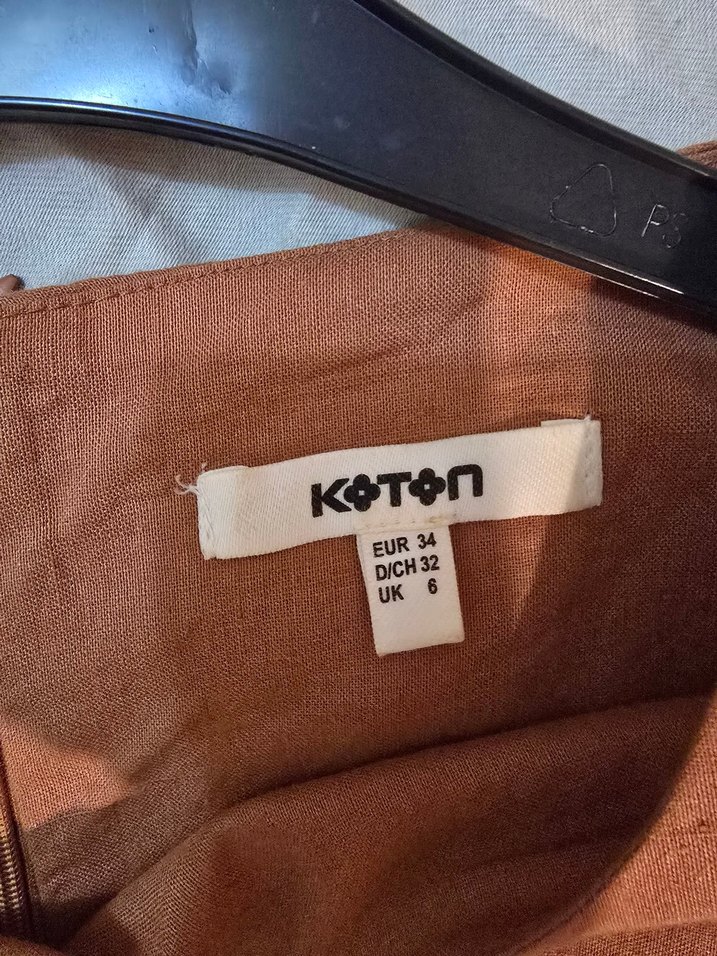 PS
KOTON
EUR 34
D/CH 32
UK 6